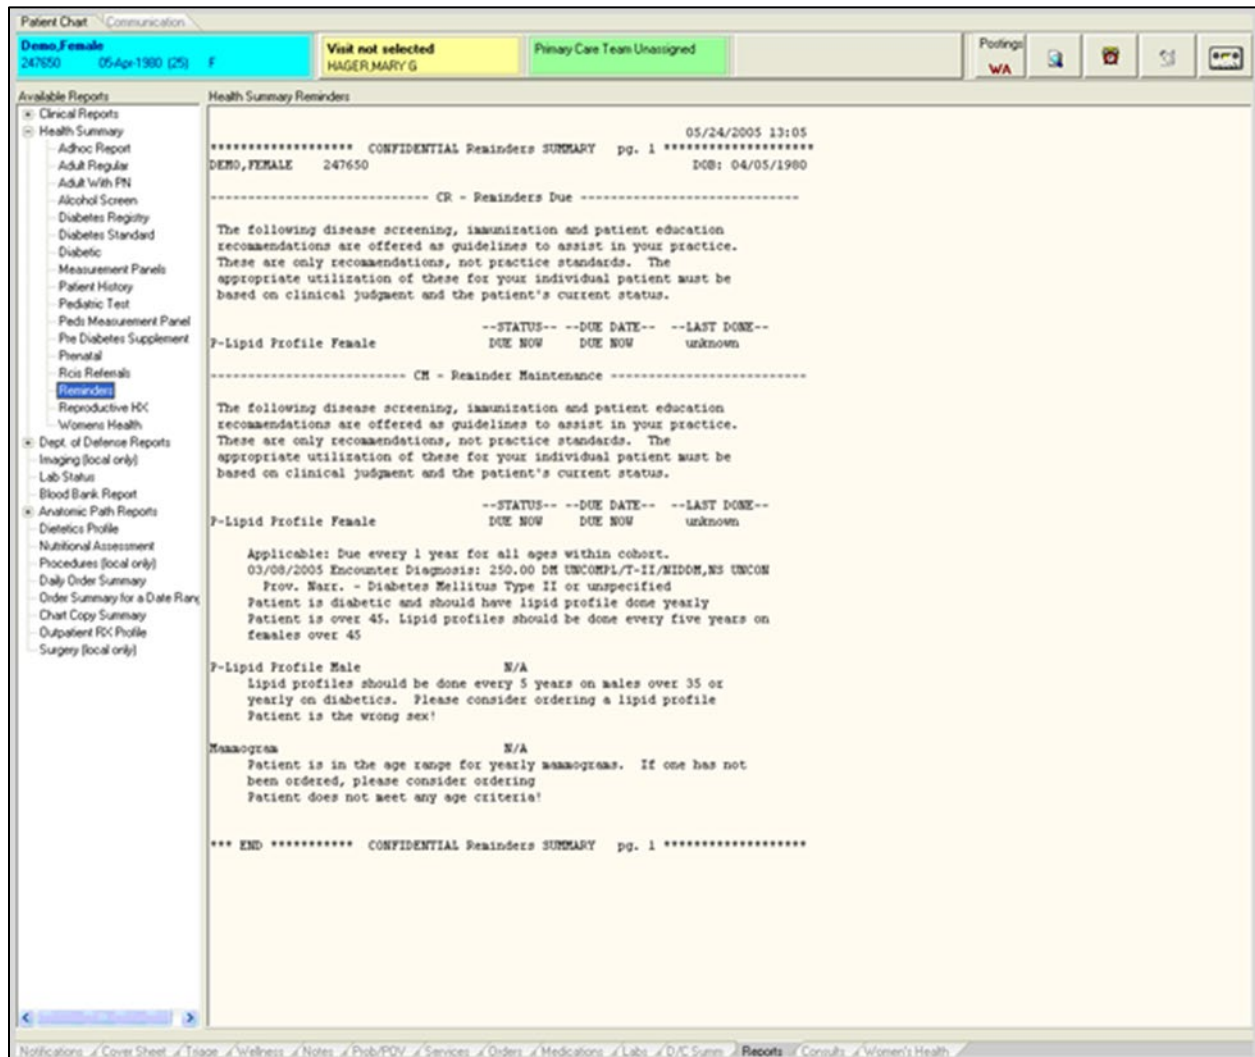 Patient Chart Communication
Demo,Female
247650 05-Apr-1980 (25) F
Visit not selected
HAGER,MARY G
Primary Care Team Unassigned
Postings
WA
Available Reports
Clinical Reports
Health Summary
Adhoc Report
Adult Regular
Adult With PN
Alcohol Screen
Diabetes Registry
Diabetes Standard
Diabetic
Measurement Panels
Patient History
Pediatric Test
Peds Measurement Panel
Pre Diabetes Supplement
Prenatal
Rcis Referrals
Reminders
Reproductive HX
Womens Health
Dept. of Defense Reports
Imaging (local only)
Lab Status
Blood Bank Report
Anatomic Path Reports
Dietetics Profile
Nutritional Assessment
Procedures (local only)
Daily Order Summary
Order Summary for a Date Rang
Chart Copy Summary
Outpatient RX Profile
Surgery (local only)
Health Summary Reminders
05/24/2005 13:05
******************* CONFIDENTIAL Reminders SUMMARY pg. 1 ********************
DEMO,FEMALE 247650 DOB: 04/05/1980
----------------------------- CR - Reminders Due -----------------------------
The following disease screening, immunization and patient education
recommendations are offered as guidelines to assist in your practice.
These are only recommendations, not practice standards. The
appropriate utilization of these for your individual patient must be
based on clinical judgment and the patient's current status.
--STATUS-- --DUE DATE-- --LAST DONE--
P-Lipid Profile Female DUE NOW DUE NOW unknown
-------------------------- CM - Reminder Maintenance --------------------------
The following disease screening, immunization and patient education
recommendations are offered as guidelines to assist in your practice.
These are only recommendations, not practice standards. The
appropriate utilization of these for your individual patient must be
based on clinical judgment and the patient's current status.
--STATUS-- --DUE DATE-- --LAST DONE--
P-Lipid Profile Female DUE NOW DUE NOW unknown
Applicable: Due every 1 year for all ages within cohort.
03/08/2005 Encounter Diagnosis: 250.00 DM UNCOMPL/T-II/NIDDM,NS UNCON
Prov. Narr. - Diabetes Mellitus Type II or unspecified
Patient is diabetic and should have lipid profile done yearly
Patient is over 45. Lipid profiles should be done every five years on
females over 45
P-Lipid Profile Male N/A
Lipid profiles should be done every 5 years on males over 35 or
yearly on diabetics. Please consider ordering a lipid profile
Patient is the wrong sex!
Mammogram N/A
Patient is in the age range for yearly mammograms. If one has not
been ordered, please consider ordering
Patient does not meet any age criteria!
*** END *********** CONFIDENTIAL Reminders SUMMARY pg. 1 *******************
Notifications Cover Sheet Triage Wellness Notes Prob/POV Services Orders Medications Labs D/C Summ Reports Consults Women's Health